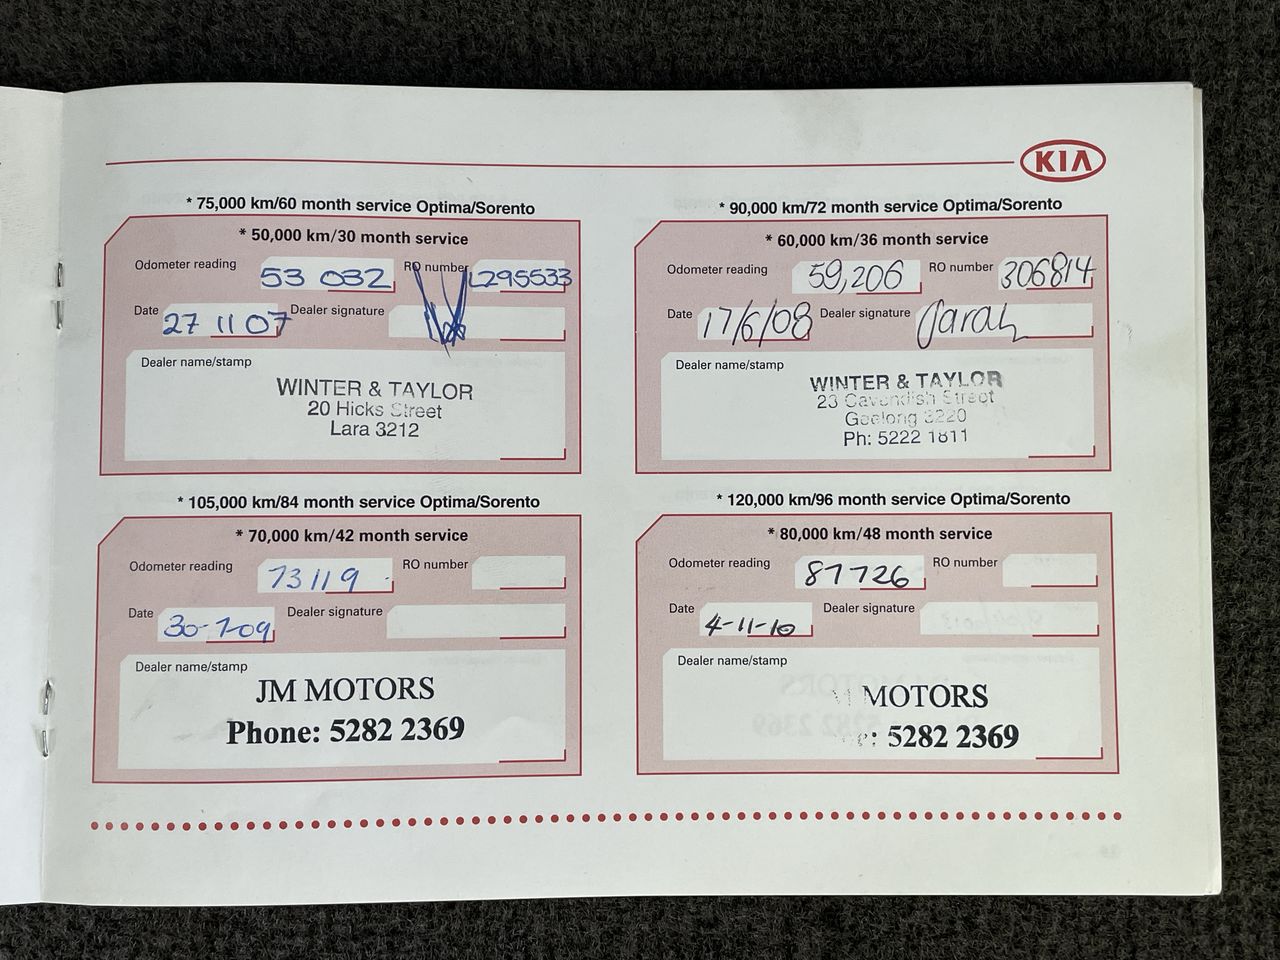 KIA
* 75,000 km/60 month service Optima/Sorento
* 50,000 km/30 month service
Odometer reading 53 032 RO number L295533
Date 27 11 07 Dealer signature
Dealer name/stamp
WINTER & TAYLOR
20 Hicks Street
Lara 3212
* 90,000 km/72 month service Optima/Sorento
* 60,000 km/36 month service
Odometer reading 59,206 RO number 306814
Date 17/6/08 Dealer signature Sarah
Dealer name/stamp
WINTER & TAYLOR
23 Cavendish Street
Geelong 3220
Ph: 5222 1811
* 105,000 km/84 month service Optima/Sorento
* 70,000 km/42 month service
Odometer reading 73119 RO number
Date 30-7-09 Dealer signature
Dealer name/stamp
JM MOTORS
Phone: 5282 2369
* 120,000 km/96 month service Optima/Sorento
* 80,000 km/48 month service
Odometer reading 87726 RO number
Date 4-11-10 Dealer signature
Dealer name/stamp
MOTORS
: 5282 2369